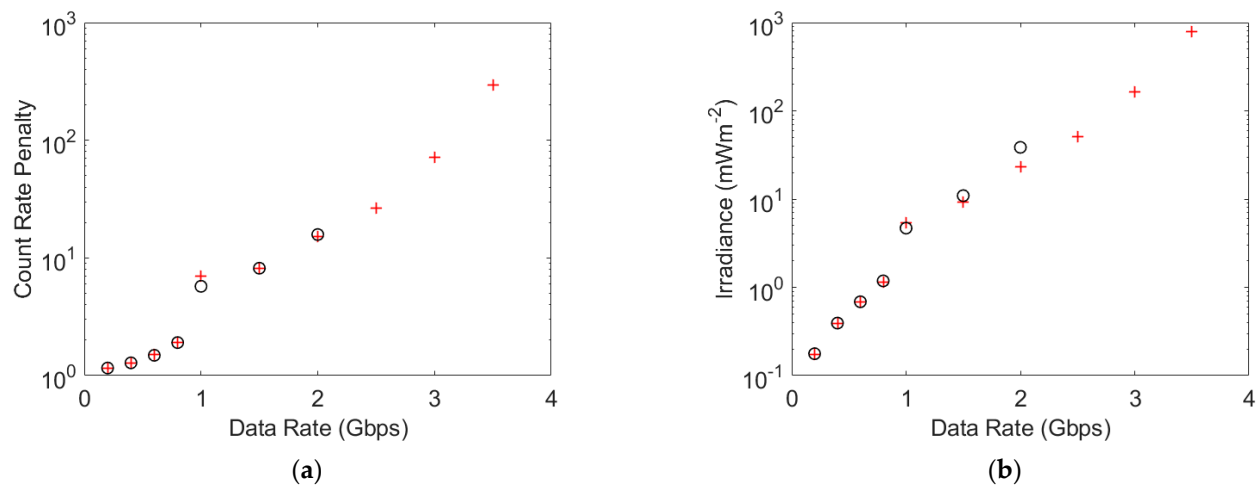 10³
10²
10¹
10⁰
Count Rate Penalty
0 1 2 3 4
Data Rate (Gbps)
(a)
10³
10²
10¹
10⁰
10⁻¹
Irradiance (mWm⁻²)
0 1 2 3 4
Data Rate (Gbps)
(b)